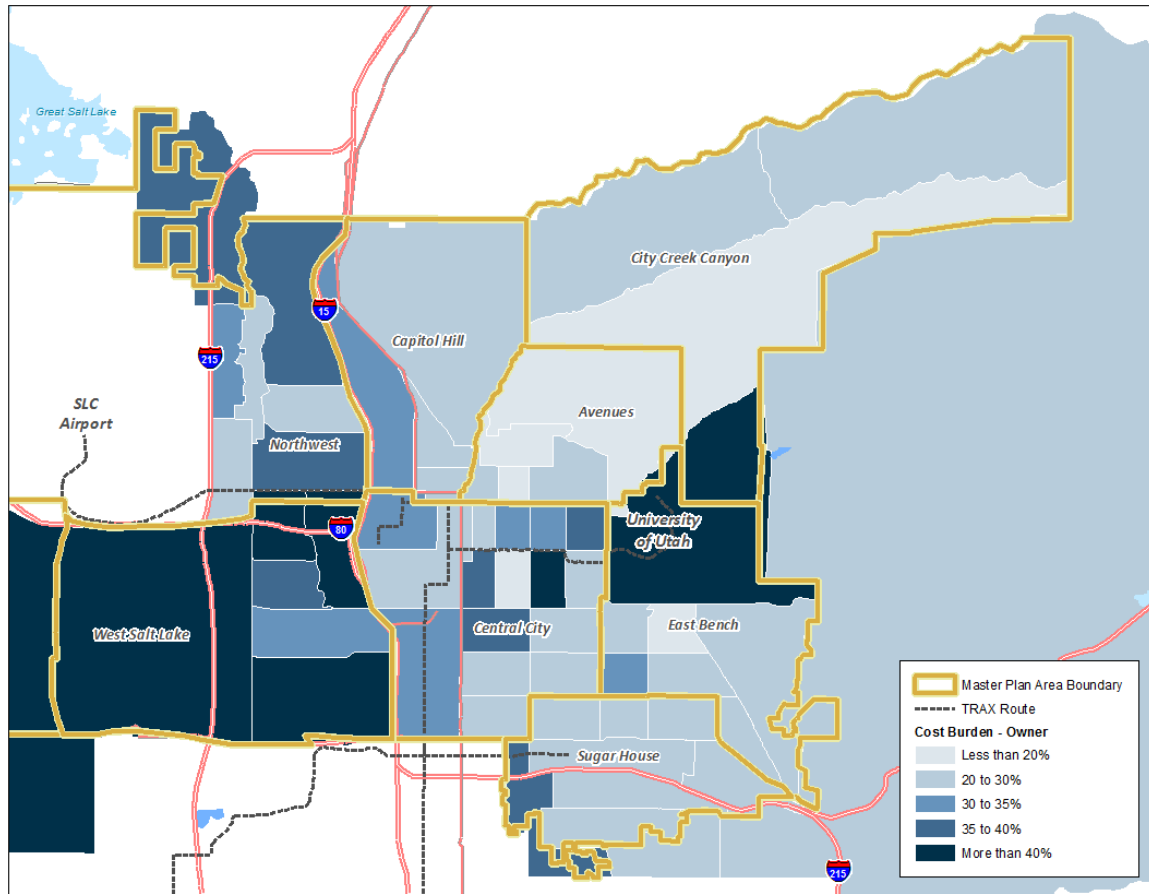 Great Salt Lake
City Creek Canyon
15
Capitol Hill
215
SLC
Airport
Avenues
Northwest
80
University
of Utah
West Salt Lake
Central City
East Bench
Sugar House
215
Master Plan Area Boundary
TRAX Route
Cost Burden - Owner
Less than 20%
20 to 30%
30 to 35%
35 to 40%
More than 40%